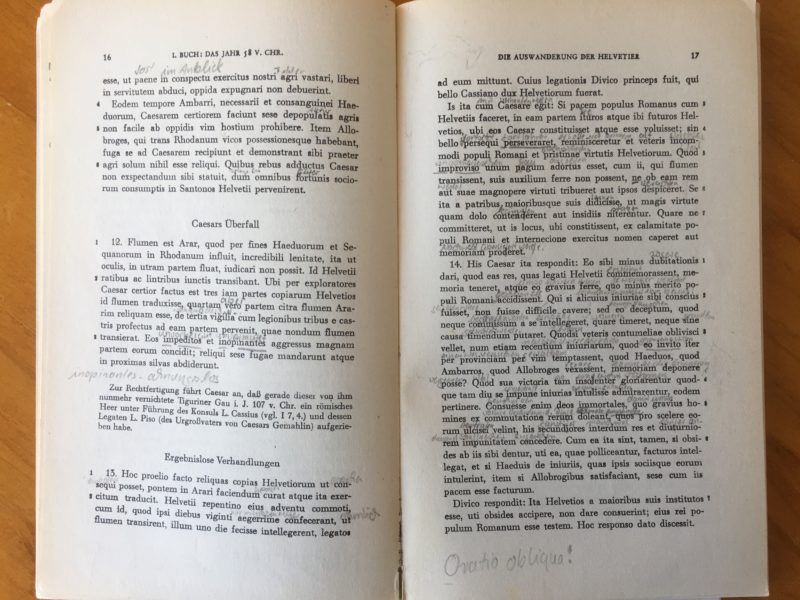 16
I. BUCH: DAS JAHR 58 V. CHR.
im Anblick
esse, ut paene in conspectu exercitus nostri agri vastari, liberi
in servitutem abduci, oppida expugnari non debuerint.
4 Eodem tempore Ambarri, necessarii et consanguinei Hae-
duorum, Caesarem certiorem faciunt sese depopulatis agris
5 non facile ab oppidis vim hostium prohibere. Item Allo-
broges, qui trans Rhodanum vicos possessionesque habebant,
fuga se ad Caesarem recipiunt et demonstrant sibi praeter
6 agri solum nihil esse reliqui. Quibus rebus adductus Caesar
non exspectandum sibi statuit, dum omnibus fortunis socio-
rum consumptis in Santonos Helvetii pervenirent.
Caesars Überfall
1 12. Flumen est Arar, quod per fines Haeduorum et Se-
quanorum in Rhodanum influit, incredibili lenitate, ita ut
oculis, in utram partem fluat, iudicari non possit. Id Helvetii
2 ratibus ac lintribus iunctis transibant. Ubi per exploratores
Caesar certior factus est tres iam partes copiarum Helvetios
id flumen traduxisse, quartam vero partem citra flumen Ara-
rim reliquam esse, de tertia vigilia cum legionibus tribus e cas-
tris profectus ad eam partem pervenit, quae nondum flumen
3 transierat. Eos impeditos et inopinantes aggressus magnam
partem eorum concidit; reliqui sese fugae mandarunt atque
in proximas silvas abdiderunt.
inopinantes - ahnungslos
Zur Rechtfertigung führt Caesar an, daß gerade dieser von ihm
nunmehr vernichtete Tiguriner Gau i. J. 107 v. Chr. ein römisches
Heer unter Führung des Konsuls L. Cassius (vgl. I 7,4.) und dessen
Legaten L. Piso (des Urgroßvaters von Caesars Gemahlin) aufgerie-
ben habe.
Ergebnislose Verhandlungen
1 13. Hoc proelio facto reliquas copias Helvetiorum ut con-
sequi posset, pontem in Arari faciendum curat atque ita exer-
2 citum traducit. Helvetii repentino eius adventu commoti,
cum id, quod ipsi diebus viginti aegerrime confecerant, ut
flumen transirent, illum uno die fecisse intellegerent, legatos
DIE AUSWANDERUNG DER HELVETIER
17
ad eum mittunt. Cuius legationis Divico princeps fuit, qui
bello Cassiano dux Helvetiorum fuerat.
Is ita cum Caesare egit: Si pacem populus Romanus cum 3
Helvetiis faceret, in eam partem ituros atque ibi futuros Hel-
vetios, ubi eos Caesar constituisset atque esse voluisset; sin 4
bello persequi perseveraret, reminisceretur et veteris incom-
modi populi Romani et pristinae virtutis Helvetiorum. Quod 5
improviso unum pagum adortus esset, cum ii, qui flumen
transissent, suis auxilium ferre non possent, ne ob eam rem
aut suae magnopere virtuti tribueret aut ipsos despiceret. Se 6
ita a patribus maioribusque suis didicisse, ut magis virtute
quam dolo contenderent aut insidiis niterentur. Quare ne 7
committeret, ut is locus, ubi constitissent, ex calamitate po-
puli Romani et internecione exercitus nomen caperet aut
memoriam proderet.
14. His Caesar ita respondit: Eo sibi minus dubitationis 1
dari, quod eas res, quas legati Helvetii commemorassent, me-
moria teneret, atque eo gravius ferre, quo minus merito po-
puli Romani accidissent. Qui si alicuius iniuriae sibi conscius 2
fuisset, non fuisse difficile cavere; sed eo deceptum, quod
neque commissum a se intellegeret, quare timeret, neque sine
causa timendum putaret. Quodsi veteris contumeliae oblivisci 3
vellet, num etiam recentium iniuriarum, quod eo invito iter
per provinciam per vim temptassent, quod Haeduos, quod
Ambarros, quod Allobroges vexassent, memoriam deponere
posse? Quod sua victoria tam insolenter gloriarentur quod- 4
que tam diu se impune iniurias intulisse admirarentur, eodem
pertinere. Consuesse enim deos immortales, quo gravius ho- 5
mines ex commutatione rerum doleant, quos pro scelere eo-
rum ulcisci velint, his secundiores interdum res et diuturnio-
rem impunitatem concedere. Cum ea ita sint, tamen, si obsi- 6
des ab iis sibi dentur, uti ea, quae polliceantur, facturos intel-
legat, et si Haeduis de iniuriis, quas ipsis sociisque eorum
intulerint, item si Allobrogibus satisfaciant, sese cum iis
pacem esse facturum.
Divico respondit: Ita Helvetios a maioribus suis institutos 7
esse, uti obsides accipere, non dare consuerint; eius rei po-
pulum Romanum esse testem. Hoc responso dato discessit.
Oratio obliqua!